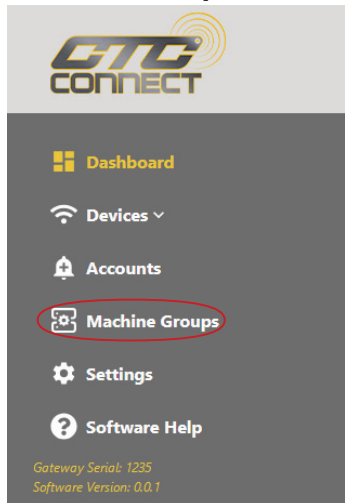 CTC
CONNECT
Dashboard
Devices
Accounts
Machine Groups
Settings
Software Help
Gateway Serial: 1235
Software Version: 0.0.1